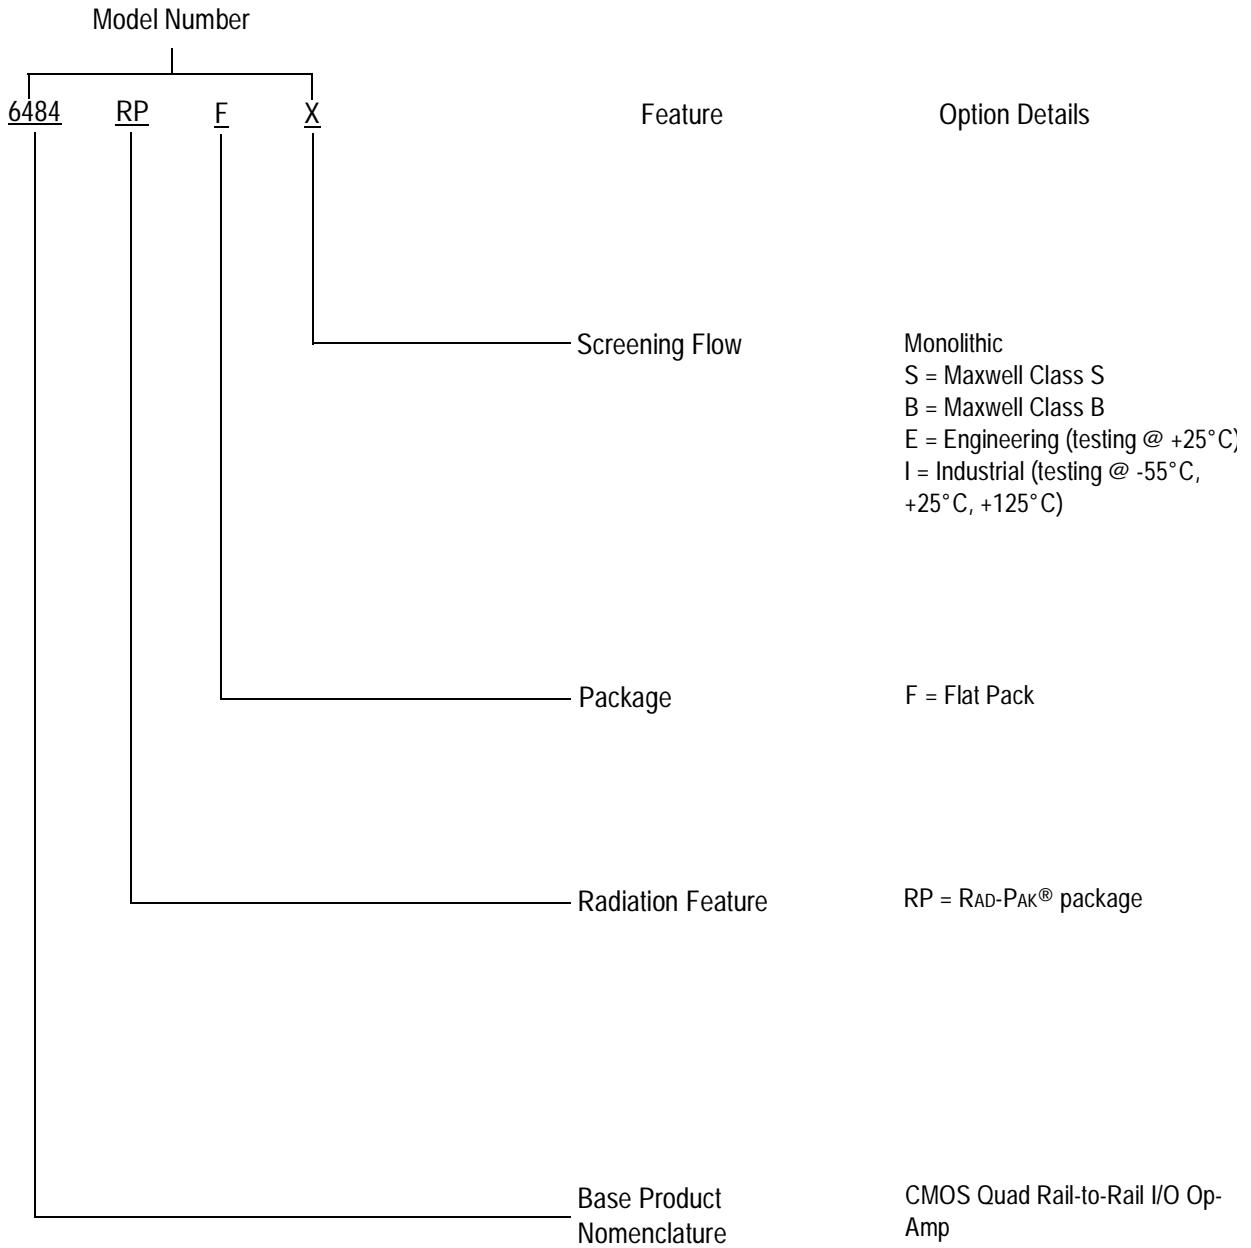 Model Number
6484 RP F X Feature Option Details
Screening Flow Monolithic
S = Maxwell Class S
B = Maxwell Class B
E = Engineering (testing @ +25°C)
I = Industrial (testing @ -55°C,
+25°C, +125°C)
Package F = Flat Pack
Radiation Feature RP = RAD-PAK® package
Base Product CMOS Quad Rail-to-Rail I/O Op-
Nomenclature Amp